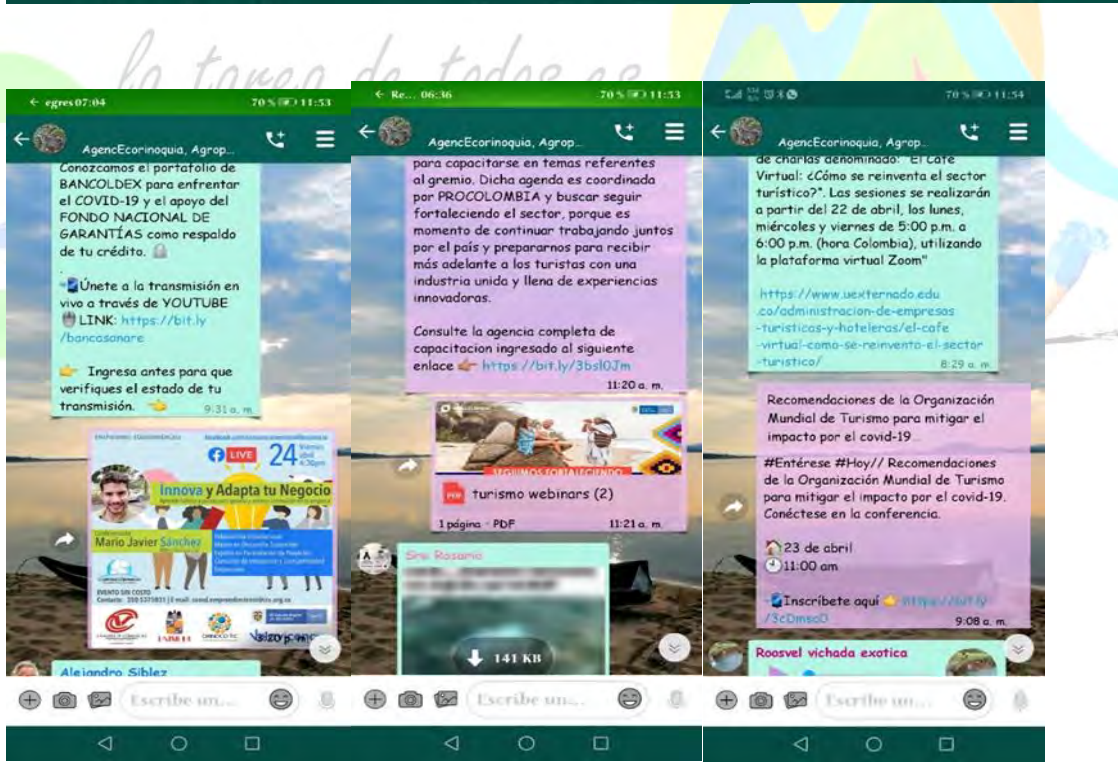 la tarea de todos es
← egres 07:04
70 % 11:53
AgencEcorinoquia, Agrop...
Conozcamos el portafolio de
BANCOLDEX para enfrentar
el COVID-19 y el apoyo del
FONDO NACIONAL DE
GARANTÍAS como respaldo
de tu crédito. 🔒
.
📲Únete a la transmisión en
vivo a través de YOUTUBE
🖱LINK: https://bit.ly
/bancasanare
👉 Ingresa antes para que
verifiques el estado de tu
transmisión. 👈 9:31 a. m.
LIVE 24 Viernes
abril
4:30pm
Innova y Adapta tu Negocio
Mario Javier Sánchez
EVENTO SIN COSTO
UNISANGIL
ORINOCO TIC
3:20 p. m.
Alejandro Siblez
Escribe un...
← Re... 06:36
70 % 11:53
AgencEcorinoquia, Agrop...
para capacitarse en temas referentes
al gremio. Dicha agenda es coordinada
por PROCOLOMBIA y buscar seguir
fortaleciendo el sector, porque es
momento de continuar trabajando juntos
por el país y prepararnos para recibir
más adelante a los turistas con una
industria unida y llena de experiencias
innovadoras.
Consulte la agencia completa de
capacitacion ingresado al siguiente
enlace 👉 https://bit.ly/3bsl0Jm
11:20 a. m.
SEGUIMOS FORTALECIENDO
PDF turismo webinars (2)
1 página · PDF 11:21 a. m.
Sra Rosario
141 KB
Escribe un...
70 % 11:54
AgencEcorinoquia, Agrop...
de charlas denominado: "El Café
Virtual: ¿Cómo se reinventa el sector
turístico?". Las sesiones se realizarán
a partir del 22 de abril, los lunes,
miércoles y viernes de 5:00 p.m. a
6:00 p.m. (hora Colombia), utilizando
la plataforma virtual Zoom"
https://www.uexternado.edu
.co/administracion-de-empresas
-turisticas-y-hoteleras/el-cafe
-virtual-como-se-reinventa-el-sector
-turistico/ 8:29 a. m.
Recomendaciones de la Organización
Mundial de Turismo para mitigar el
impacto por el covid-19
#Entérese #Hoy// Recomendaciones
de la Organización Mundial de Turismo
para mitigar el impacto por el covid-19.
Conéctese en la conferencia.
🏠23 de abril
🕙11:00 am
📲Inscríbete aquí 👉
9:08 a. m.
Roosvel vichada exotica
Escribe un...